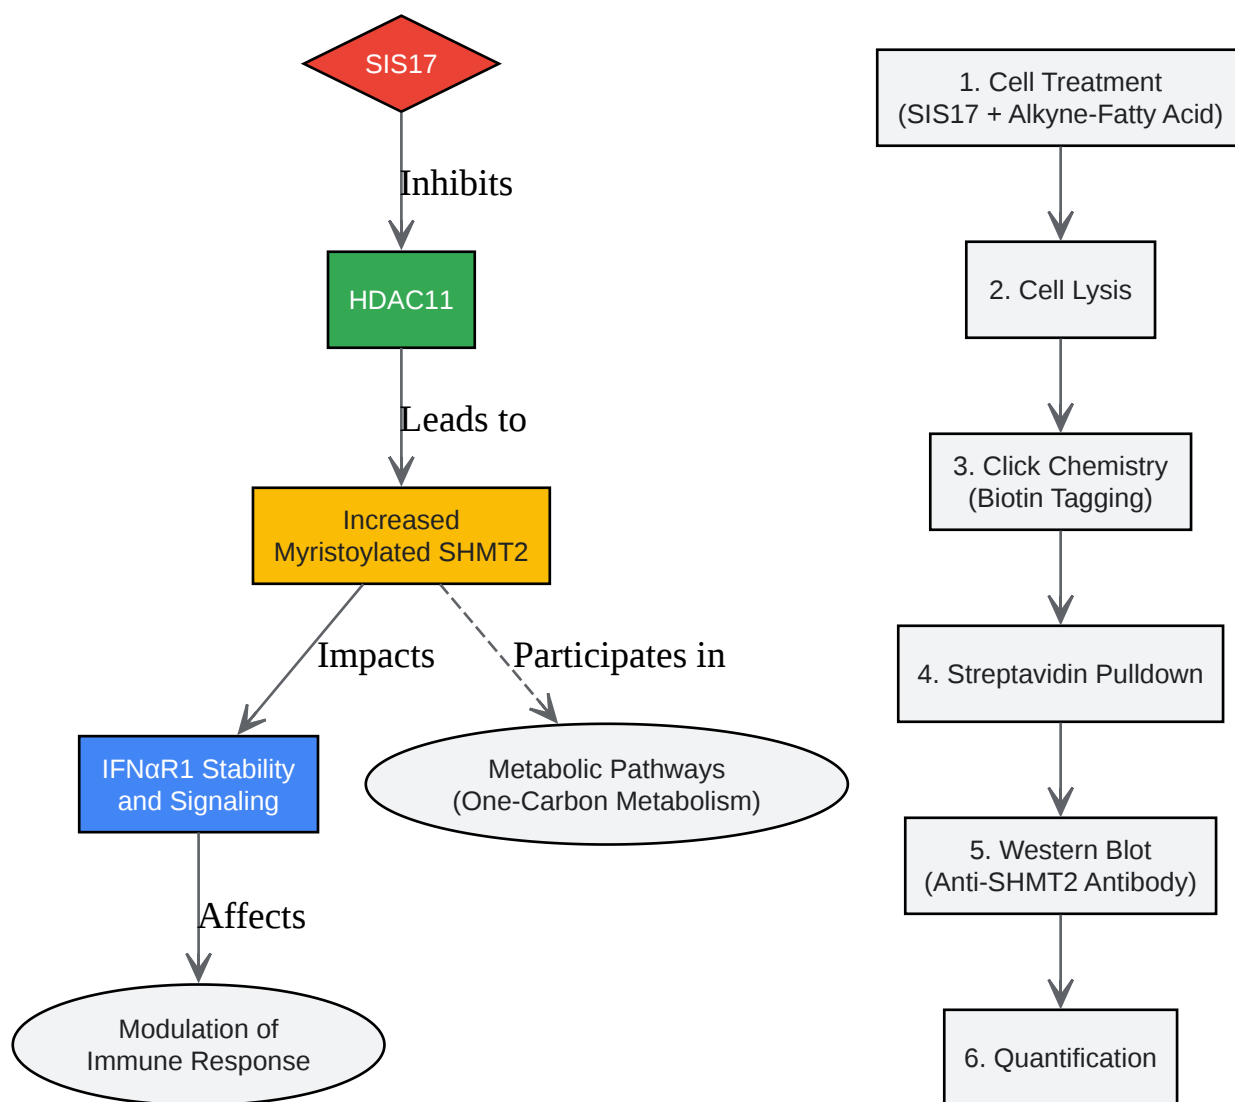 SIS17
Inhibits
HDAC11
Leads to
Increased
Myristoylated SHMT2
Impacts
Participates in
IFNαR1 Stability
and Signaling
Metabolic Pathways
(One-Carbon Metabolism)
Affects
Modulation of
Immune Response
1. Cell Treatment
(SIS17 + Alkyne-Fatty Acid)
2. Cell Lysis
3. Click Chemistry
(Biotin Tagging)
4. Streptavidin Pulldown
5. Western Blot
(Anti-SHMT2 Antibody)
6. Quantification